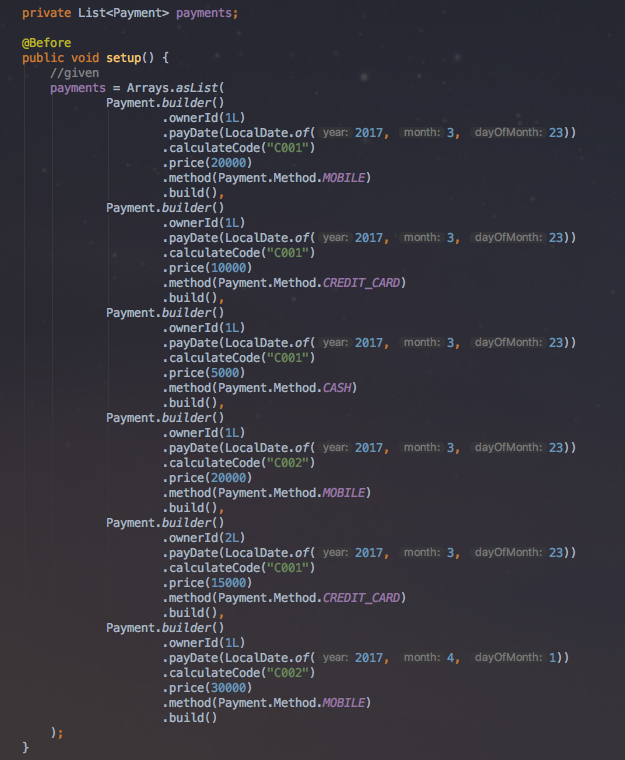 private List<Payment> payments;
@Before
public void setup() {
//given
payments = Arrays.asList(
Payment.builder()
.ownerId(1L)
.payDate(LocalDate.of( year: 2017, month: 3, dayOfMonth: 23))
.calculateCode("C001")
.price(20000)
.method(Payment.Method.MOBILE)
.build(),
Payment.builder()
.ownerId(1L)
.payDate(LocalDate.of( year: 2017, month: 3, dayOfMonth: 23))
.calculateCode("C001")
.price(10000)
.method(Payment.Method.CREDIT_CARD)
.build(),
Payment.builder()
.ownerId(1L)
.payDate(LocalDate.of( year: 2017, month: 3, dayOfMonth: 23))
.calculateCode("C001")
.price(5000)
.method(Payment.Method.CASH)
.build(),
Payment.builder()
.ownerId(1L)
.payDate(LocalDate.of( year: 2017, month: 3, dayOfMonth: 23))
.calculateCode("C002")
.price(20000)
.method(Payment.Method.MOBILE)
.build(),
Payment.builder()
.ownerId(2L)
.payDate(LocalDate.of( year: 2017, month: 3, dayOfMonth: 23))
.calculateCode("C001")
.price(15000)
.method(Payment.Method.CREDIT_CARD)
.build(),
Payment.builder()
.ownerId(1L)
.payDate(LocalDate.of( year: 2017, month: 4, dayOfMonth: 1))
.calculateCode("C002")
.price(30000)
.method(Payment.Method.MOBILE)
.build()
);
}